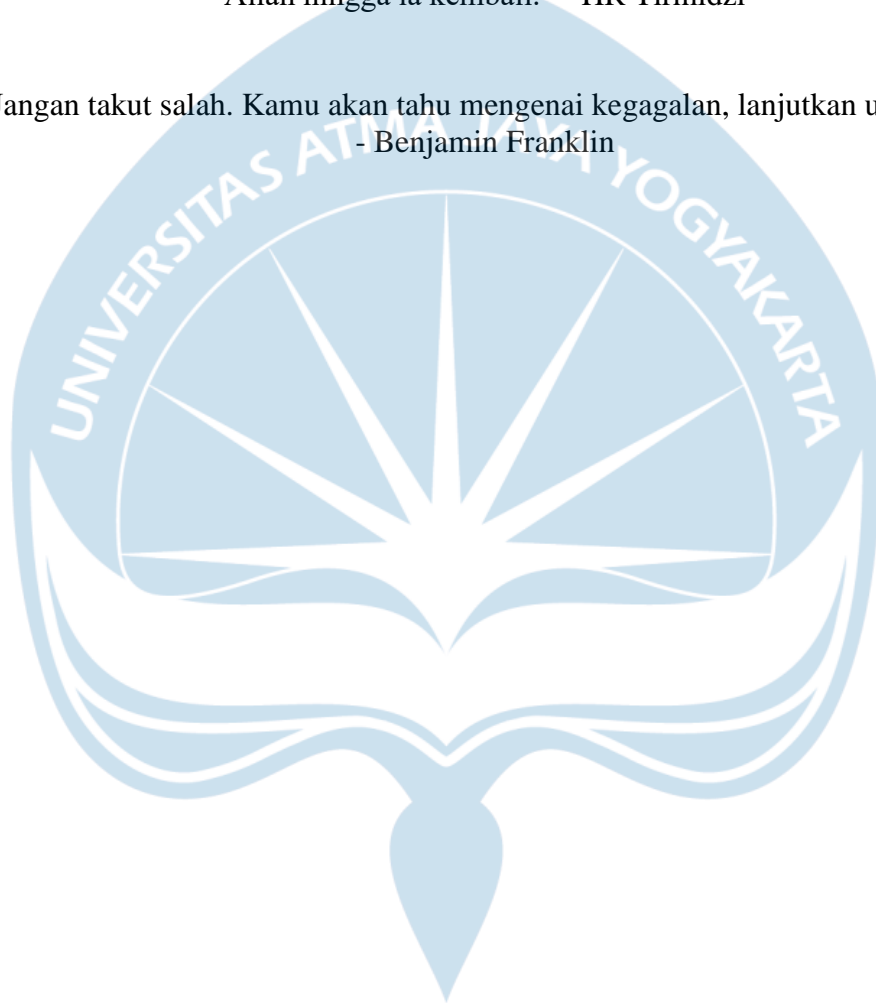 Allah hingga ia kembali." HR Tirmidzi
Jangan takut salah. Kamu akan tahu mengenai kegagalan, lanjutkan
- Benjamin Franklin
UNIVERSITAS ATMA JAYA YOGYAKARTA